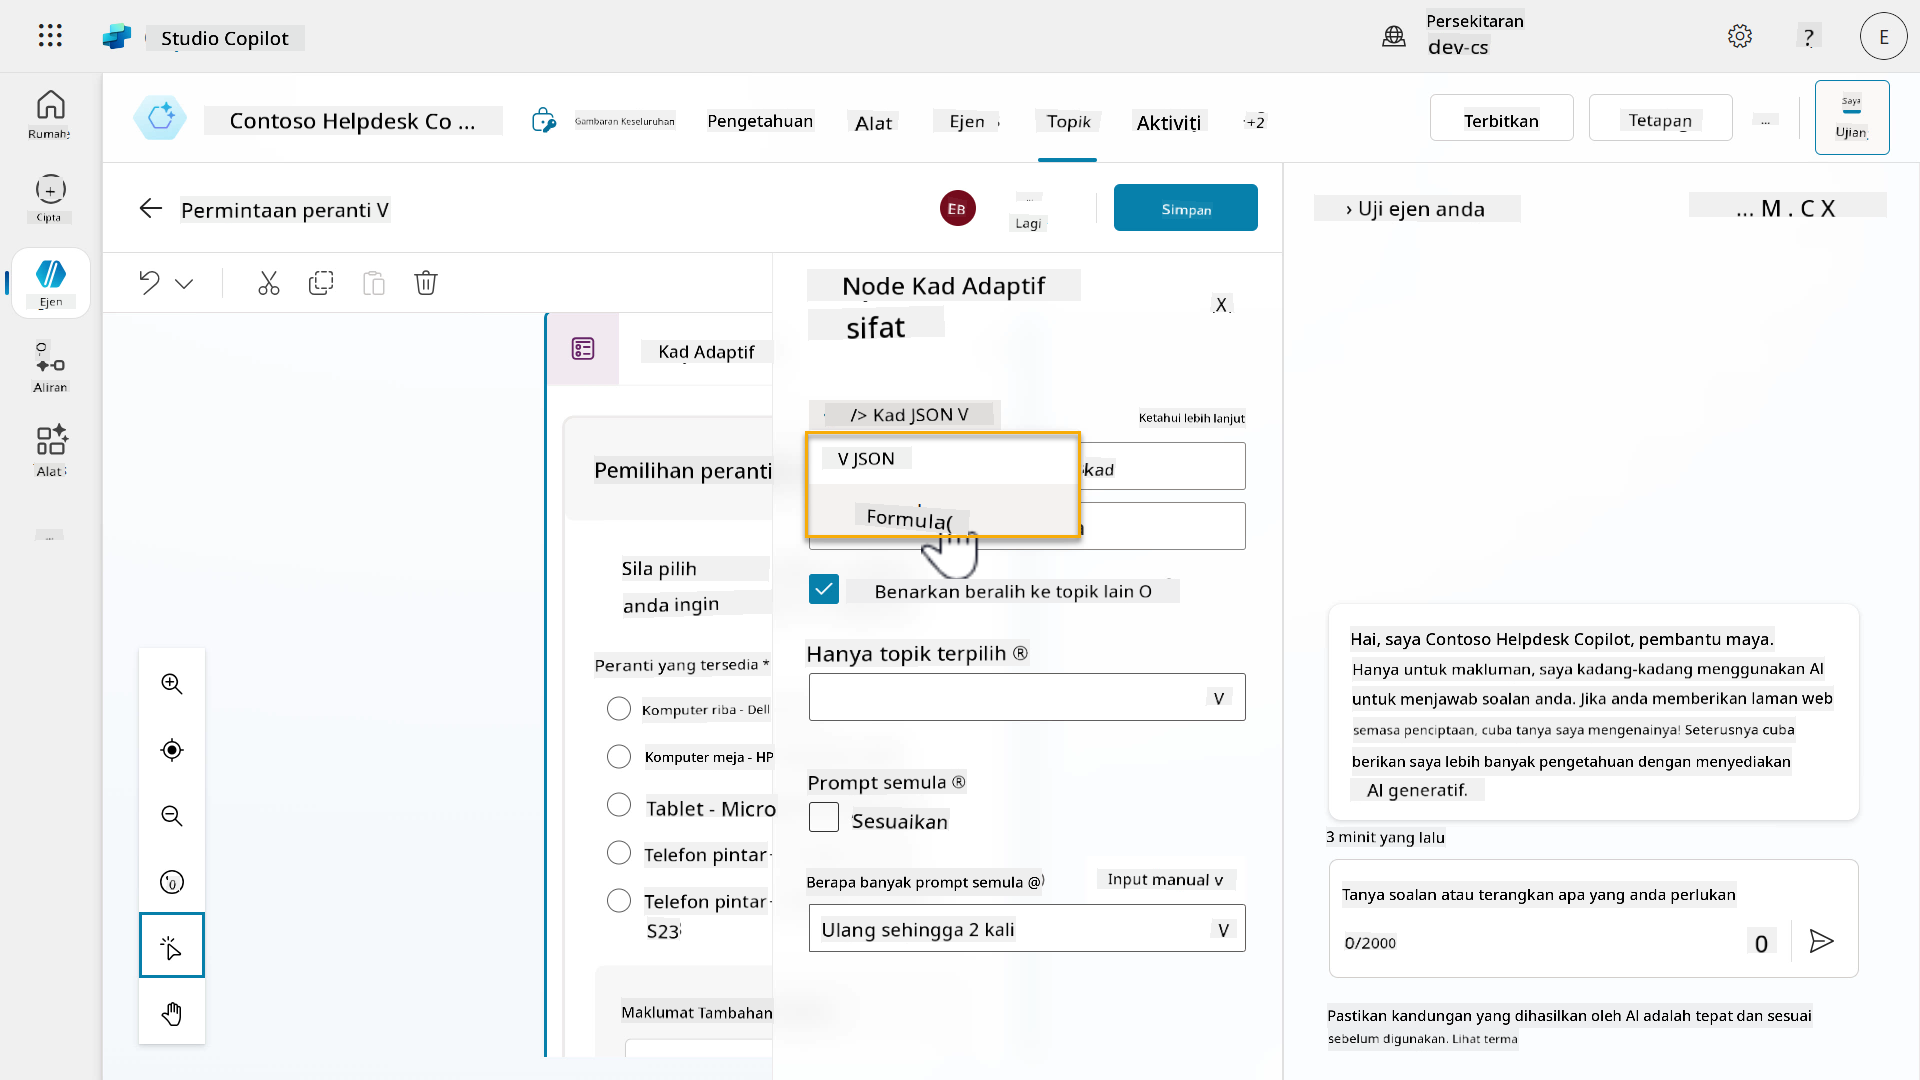 Studio Copilot
Persekitaran
dev-cs
?
E
Rumah
Cipta
Ejen
Aliran
Alat
...
Contoso Helpdesk Co ...
Gambaran Keseluruhan
Pengetahuan
Alat
Ejen
Topik
Aktiviti
+2
Terbitkan
Tetapan
...
Saya
Ujian
Permintaan peranti V
EB
...
Lagi
Simpan
› Uji ejen anda
... M . C X
Kad Adaptif
Pemilihan peranti
Sila pilih
anda ingin
Peranti yang tersedia *
Komputer riba - Dell
Komputer meja - HP
Tablet - Micro
Telefon pintar
Telefon pintar
S23
Maklumat Tambahan
Node Kad Adaptif
sifat
X
/> Kad JSON V
Ketahui lebih lanjut
V JSON
kad
Formula(
Benarkan beralih ke topik lain O
Hanya topik terpilih ®
V
Prompt semula ®
Sesuaikan
Berapa banyak prompt semula @
Input manual v
Ulang sehingga 2 kali
V
Hai, saya Contoso Helpdesk Copilot, pembantu maya.
Hanya untuk makluman, saya kadang-kadang menggunakan AI
untuk menjawab soalan anda. Jika anda memberikan laman web
semasa penciptaan, cuba tanya saya mengenainya! Seterusnya cuba
berikan saya lebih banyak pengetahuan dengan menyediakan
AI generatif.
3 minit yang lalu
Tanya soalan atau terangkan apa yang anda perlukan
0/2000
0
Pastikan kandungan yang dihasilkan oleh AI adalah tepat dan sesuai
sebelum digunakan. Lihat terma